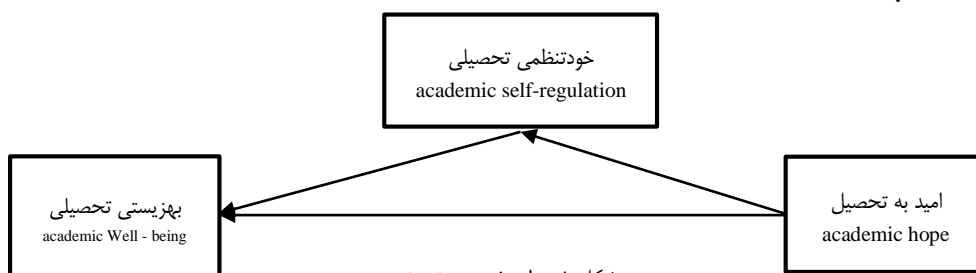 خودتنظمی تحصیلی
academic self-regulation
امید به تحصیل
academic hope
بهزیستی تحصیلی
academic Well - being